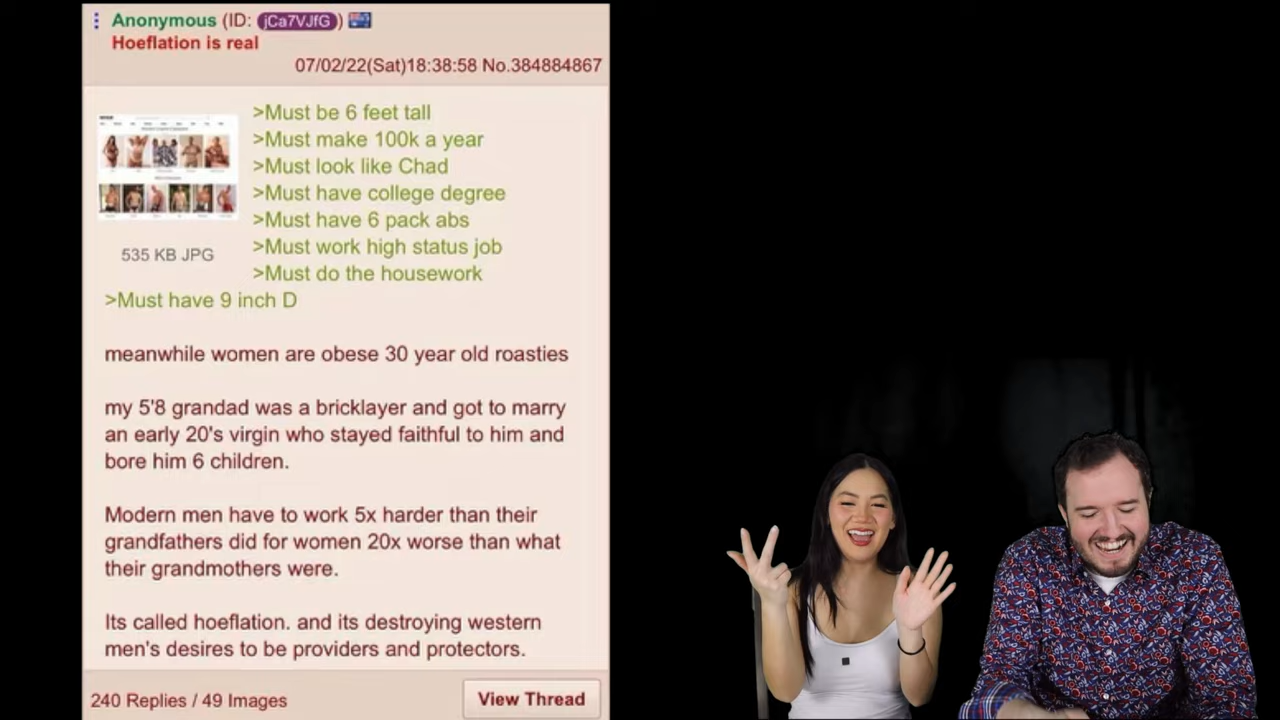 Anonymous (ID: jCa7VJfG)
Hoeflation is real
07/02/22(Sat)18:38:58 No.384884867
>Must be 6 feet tall
>Must make 100k a year
>Must look like Chad
>Must have college degree
>Must have 6 pack abs
>Must work high status job
>Must do the housework
>Must have 9 inch D
535 KB JPG
meanwhile women are obese 30 year old roasties
my 5'8 grandad was a bricklayer and got to marry
an early 20's virgin who stayed faithful to him and
bore him 6 children.
Modern men have to work 5x harder than their
grandfathers did for women 20x worse than what
their grandmothers were.
Its called hoeflation. and its destroying western
men's desires to be providers and protectors.
240 Replies / 49 Images
View Thread